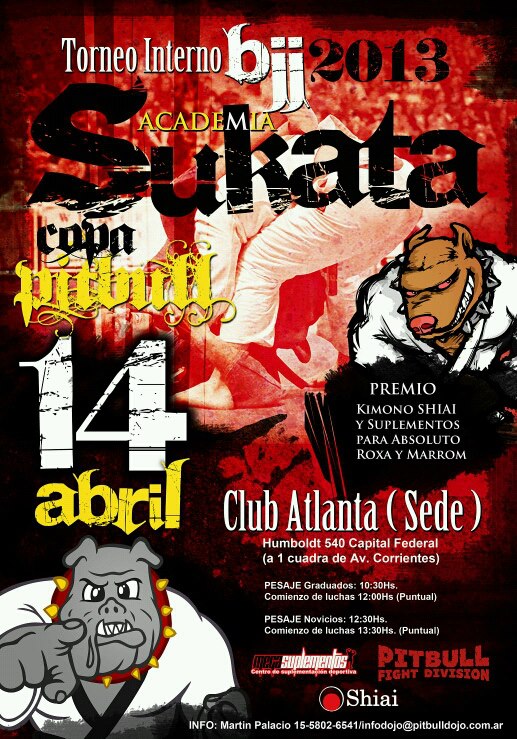 Torneo Interno bjj 2013
ACADEMIA
Sukata
copa
pitbull
14
abril
PREMIO
KIMONO SHIAI
Y SUPLEMENTOS
PARA ABSOLUTO
ROXA Y MARROM
Club Atlanta ( Sede )
Humboldt 540 Capital Federal
(a 1 cuadra de Av. Corrientes)
PESAJE Graduados: 10:30Hs.
Comienzo de luchas 12:00Hs (Puntual)
PESAJE Novicios: 12:30Hs.
Comienzo de luchas 13:30Hs. (Puntual)
suplementos
Centro de suplementación deportiva
PITBULL
FIGHT DIVISION
Shiai
INFO: Martin Palacio 15-5802-6541/infodojo@pitbulldojo.com.ar